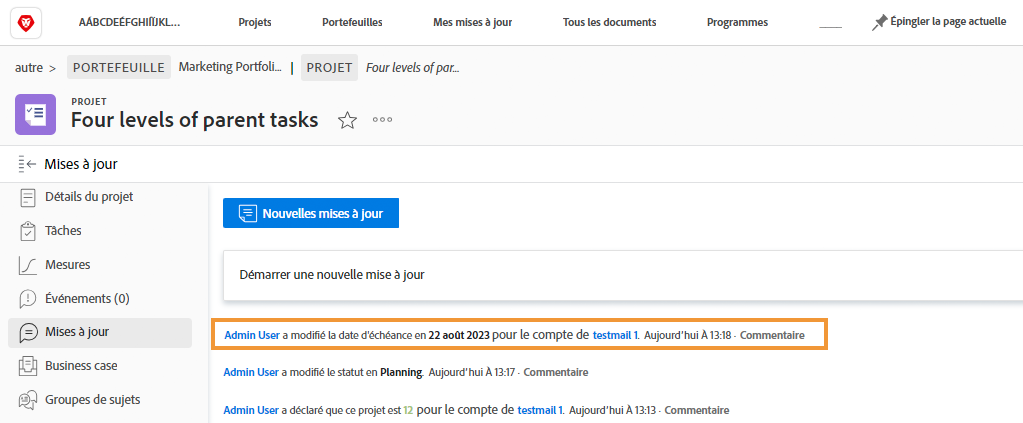 AÁBCDEÉFGHIÍÏJKL... Projets Portefeuilles Mes mises à jour Tous les documents Programmes ____ Épingler la page actuelle
autre > PORTEFEUILLE Marketing Portfoli... | PROJET Four levels of par...
PROJET
Four levels of parent tasks
Mises à jour
Détails du projet
Tâches
Mesures
Événements (0)
Mises à jour
Business case
Groupes de sujets
Nouvelles mises à jour
Démarrer une nouvelle mise à jour
Admin User a modifié la date d'échéance en 22 août 2023 pour le compte de testmail 1. Aujourd'hui À 13:18 · Commentaire
Admin User a modifié le statut en Planning. Aujourd'hui À 13:17 · Commentaire
Admin User a déclaré que ce projet est 12 pour le compte de testmail 1. Aujourd'hui À 13:13 · Commentaire